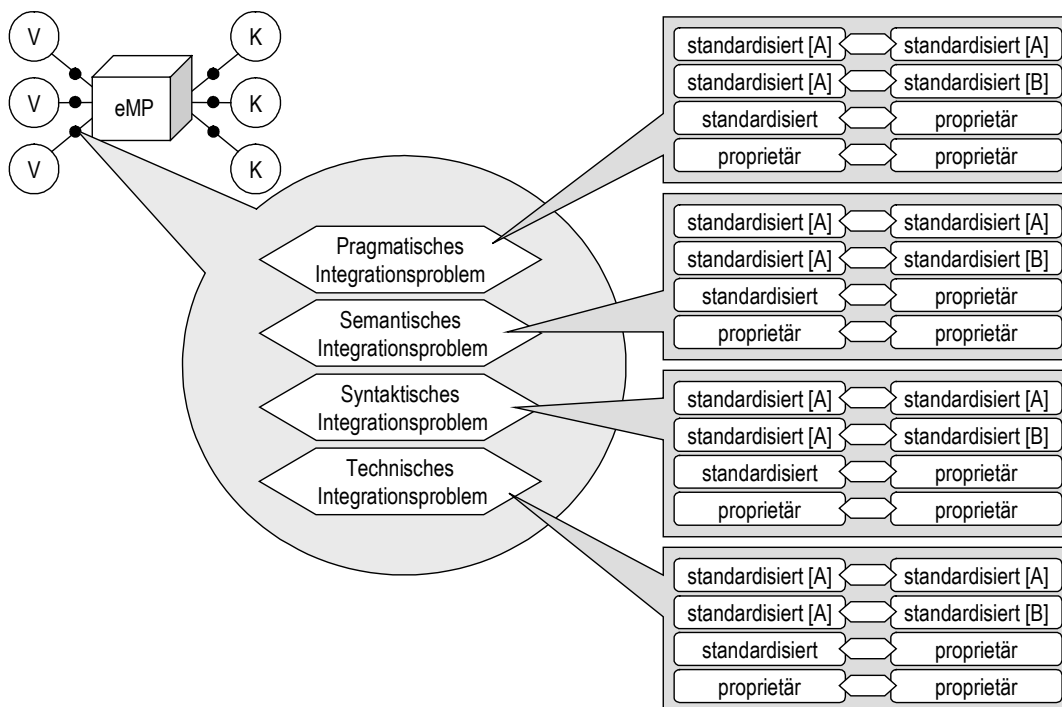 V
K
V
eMP
K
V
K
Pragmatisches
Integrationsproblem
Semantisches
Integrationsproblem
Syntaktisches
Integrationsproblem
Technisches
Integrationsproblem
standardisiert [A] standardisiert [A]
standardisiert [A] standardisiert [B]
standardisiert proprietär
proprietär proprietär
standardisiert [A] standardisiert [A]
standardisiert [A] standardisiert [B]
standardisiert proprietär
proprietär proprietär
standardisiert [A] standardisiert [A]
standardisiert [A] standardisiert [B]
standardisiert proprietär
proprietär proprietär
standardisiert [A] standardisiert [A]
standardisiert [A] standardisiert [B]
standardisiert proprietär
proprietär proprietär